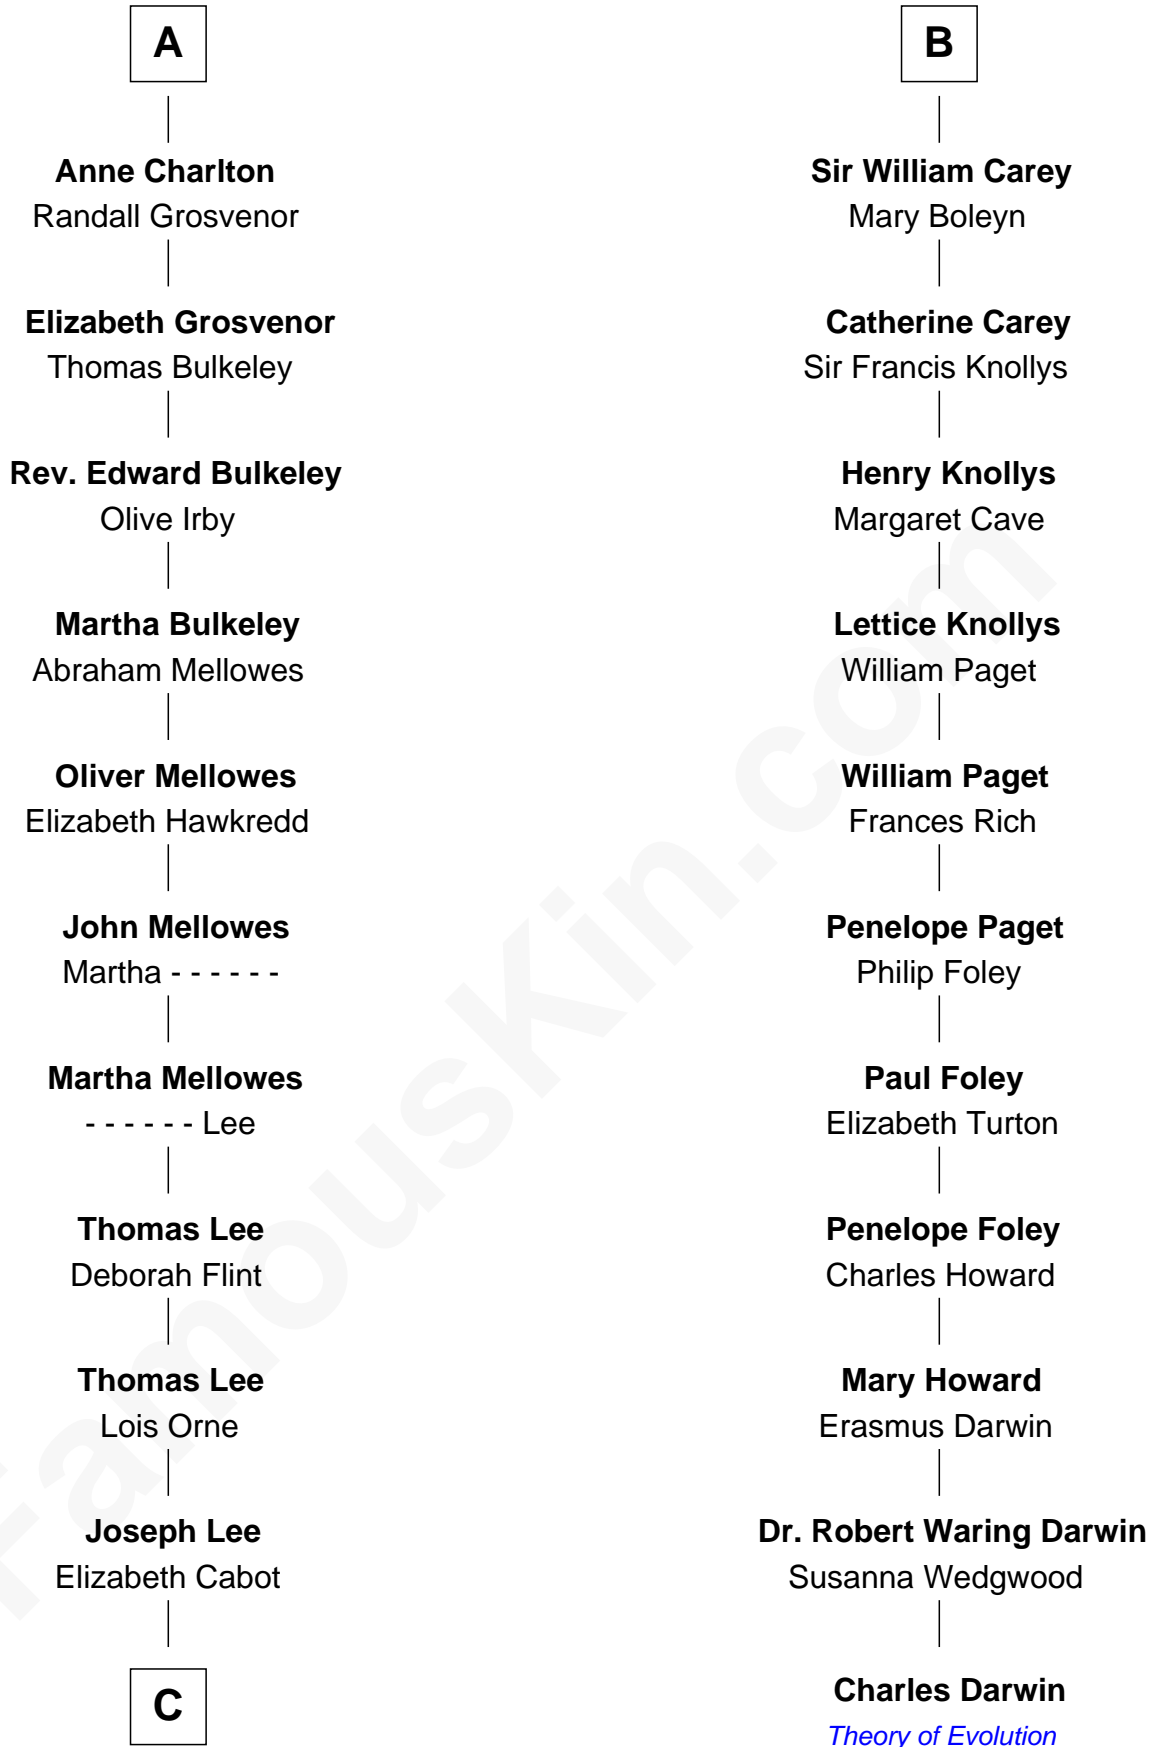 A
Anne Charlton
Randall Grosvenor
Elizabeth Grosvenor
Thomas Bulkeley
Rev. Edward Bulkeley
Olive Irby
Martha Bulkeley
Abraham Mellowes
Oliver Mellowes
Elizabeth Hawkredd
John Mellowes
Martha - - - - - -
Martha Mellowes
- - - - - - Lee
Thomas Lee
Deborah Flint
Thomas Lee
Lois Orne
Joseph Lee
Elizabeth Cabot
C
B
Sir William Carey
Mary Boleyn
Catherine Carey
Sir Francis Knollys
Henry Knollys
Margaret Cave
Lettice Knollys
William Paget
William Paget
Frances Rich
Penelope Paget
Philip Foley
Paul Foley
Elizabeth Turton
Penelope Foley
Charles Howard
Mary Howard
Erasmus Darwin
Dr. Robert Waring Darwin
Susanna Wedgwood
Charles Darwin
Theory of Evolution
FamousKin.com